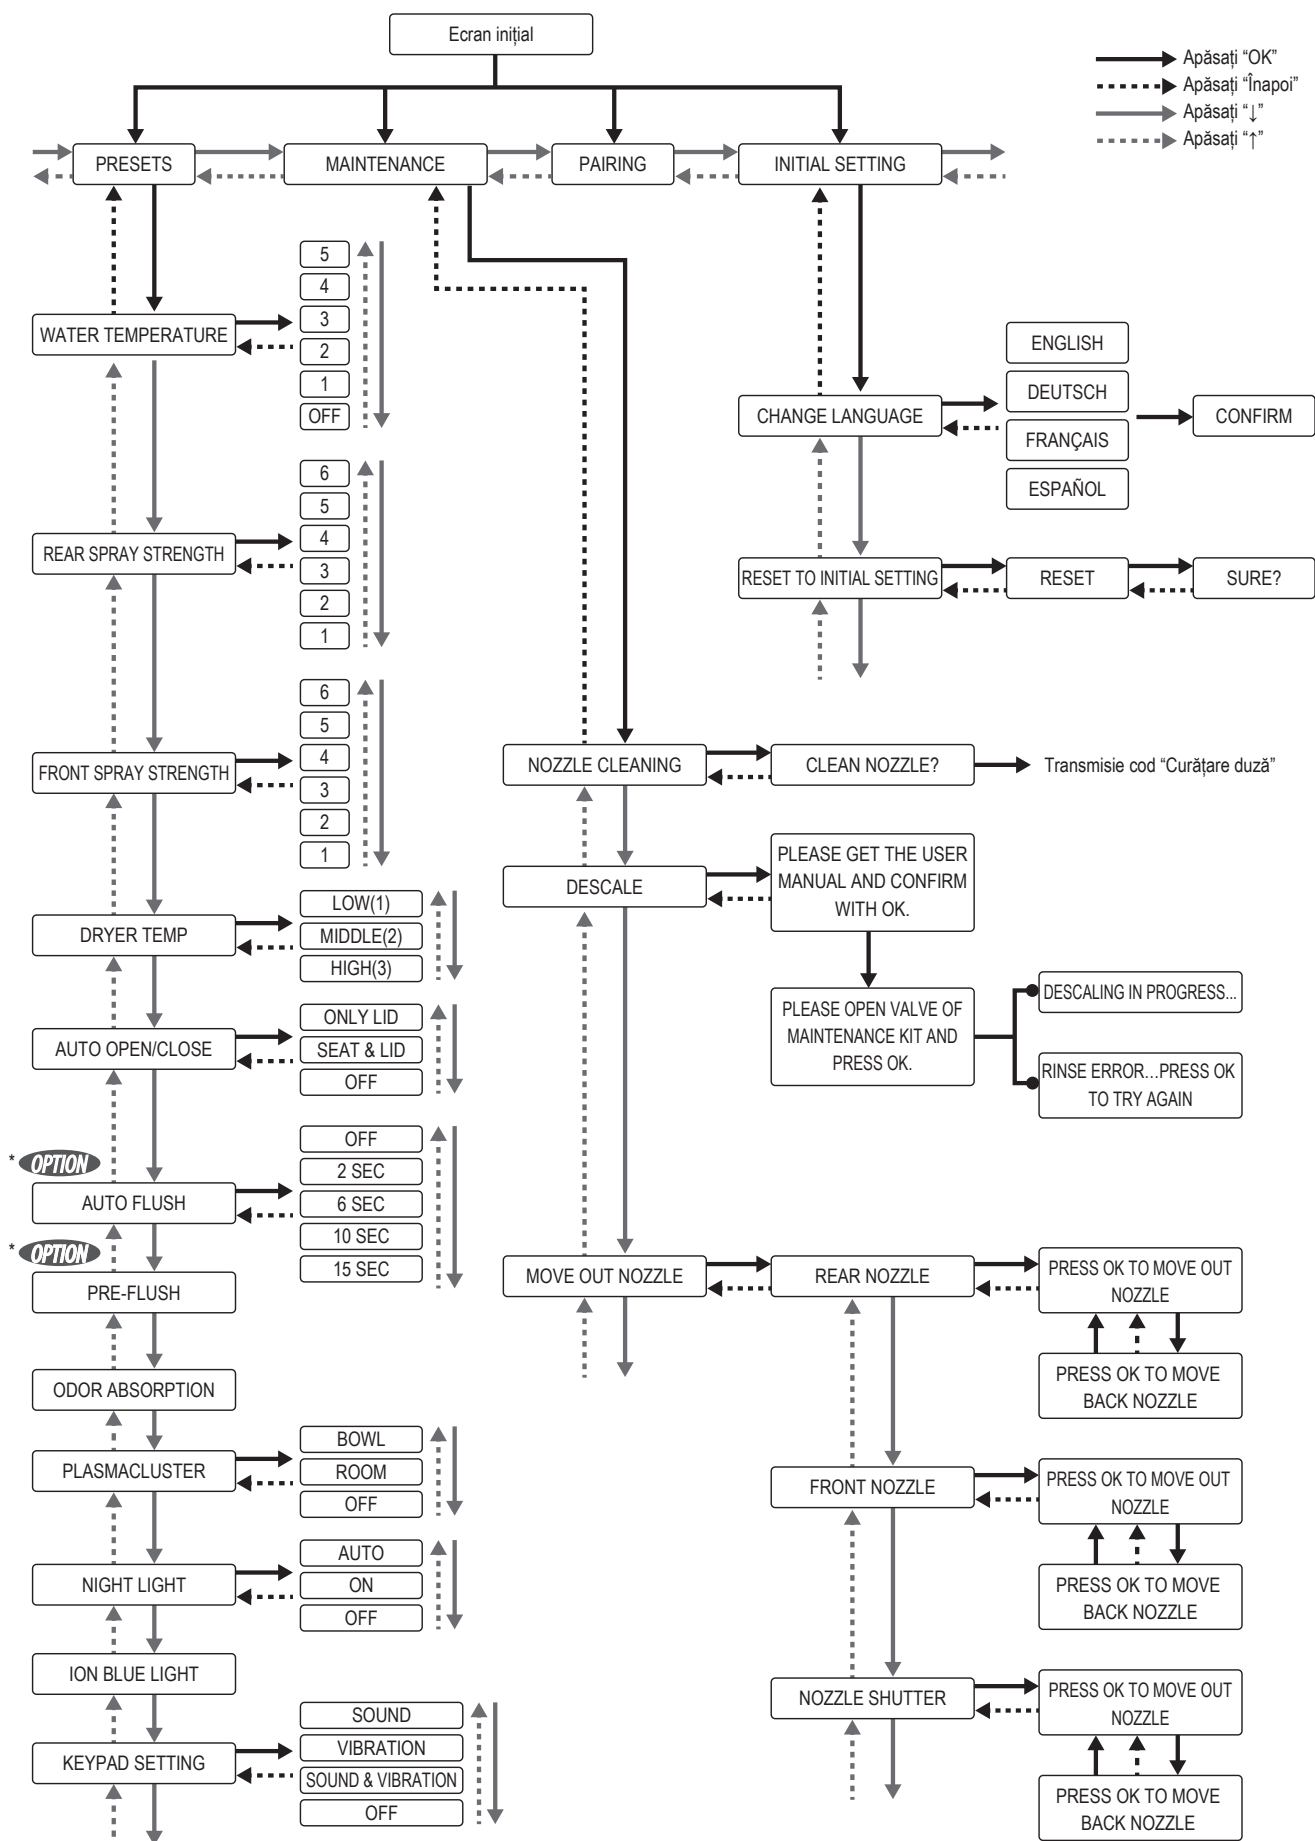 Ecran inițial
Apăsați “OK”
Apăsați “Înapoi”
Apăsați “↓”
Apăsați “↑”
PRESETS
MAINTENANCE
PAIRING
INITIAL SETTING
WATER TEMPERATURE
5
4
3
2
1
OFF
REAR SPRAY STRENGTH
6
5
4
3
2
1
FRONT SPRAY STRENGTH
6
5
4
3
2
1
DRYER TEMP
LOW(1)
MIDDLE(2)
HIGH(3)
AUTO OPEN/CLOSE
ONLY LID
SEAT & LID
OFF
* OPTION
AUTO FLUSH
OFF
2 SEC
6 SEC
10 SEC
15 SEC
* OPTION
PRE-FLUSH
ODOR ABSORPTION
PLASMACLUSTER
BOWL
ROOM
OFF
NIGHT LIGHT
AUTO
ON
OFF
ION BLUE LIGHT
KEYPAD SETTING
SOUND
VIBRATION
SOUND & VIBRATION
OFF
NOZZLE CLEANING
CLEAN NOZZLE?
Transmisie cod “Curățare duză”
DESCALE
PLEASE GET THE USER
MANUAL AND CONFIRM
WITH OK.
PLEASE OPEN VALVE OF
MAINTENANCE KIT AND
PRESS OK.
DESCALING IN PROGRESS...
RINSE ERROR...PRESS OK
TO TRY AGAIN
MOVE OUT NOZZLE
REAR NOZZLE
PRESS OK TO MOVE OUT
NOZZLE
PRESS OK TO MOVE
BACK NOZZLE
FRONT NOZZLE
PRESS OK TO MOVE OUT
NOZZLE
PRESS OK TO MOVE
BACK NOZZLE
NOZZLE SHUTTER
PRESS OK TO MOVE OUT
NOZZLE
PRESS OK TO MOVE
BACK NOZZLE
CHANGE LANGUAGE
ENGLISH
DEUTSCH
FRANÇAIS
ESPAÑOL
CONFIRM
RESET TO INITIAL SETTING
RESET
SURE?